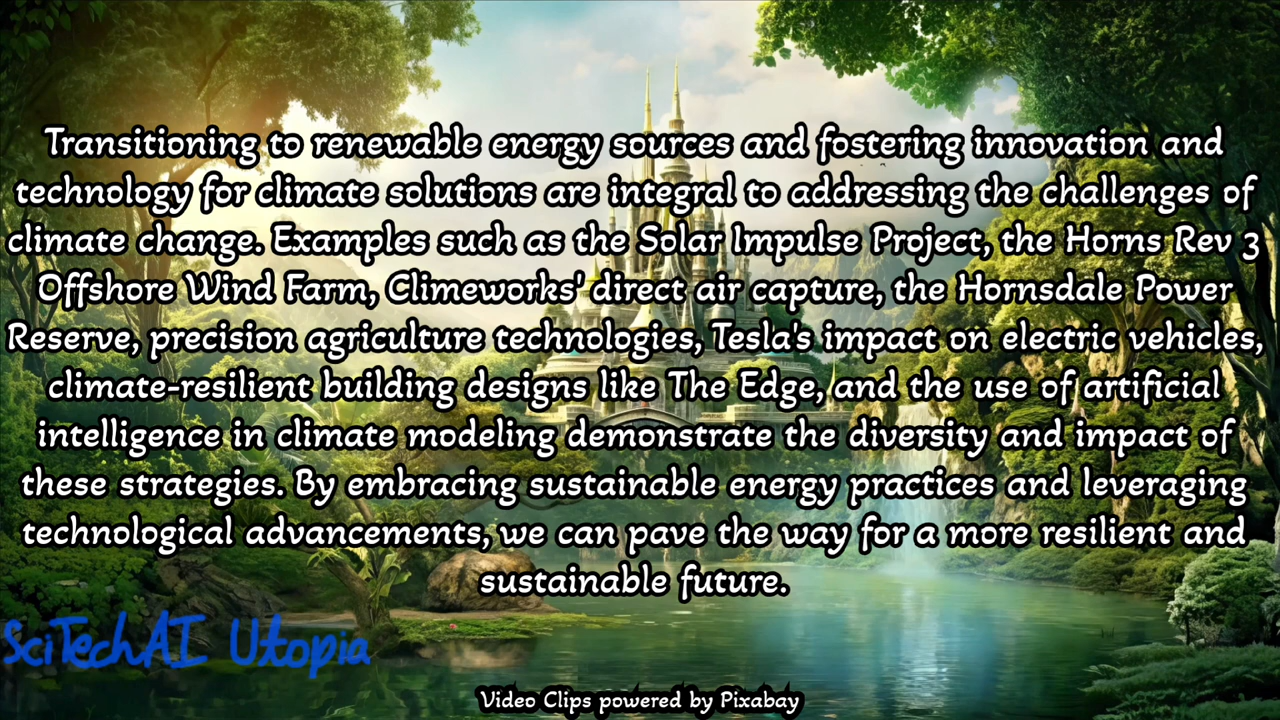 Transitioning to renewable energy sources and fostering innovation and
technology for climate solutions are integral to addressing the challenges of
climate change. Examples such as the Solar Impulse Project, the Horns Rev 3
Offshore Wind Farm, Climeworks' direct air capture, the Hornsdale Power
Reserve, precision agriculture technologies, Tesla's impact on electric vehicles,
climate-resilient building designs like The Edge, and the use of artificial
intelligence in climate modeling demonstrate the diversity and impact of
these strategies. By embracing sustainable energy practices and leveraging
technological advancements, we can pave the way for a more resilient and
sustainable future.
SciTechAI Utopia
Video Clips powered by Pixabay